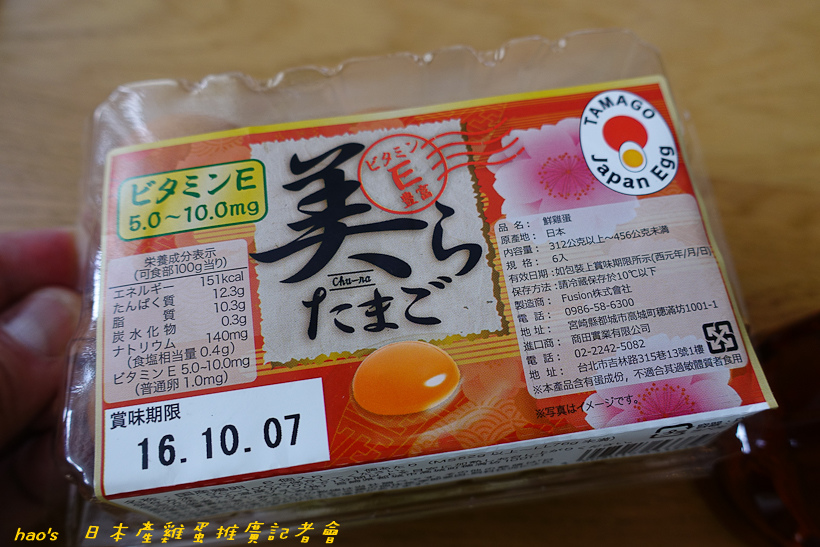 TAMAGO
Japan Egg
ビタミンE
5.0~10.0mg
ビタミン
E
豊富
美ら
Chu-ra
たまご
栄養成分表示
(可食部100g当り)
エネルギー 151kcal
たんぱく質 12.3g
脂質 10.3g
炭水化物 0.3g
ナトリウム 140mg
(食塩相当量 0.4g)
ビタミンE 5.0~10.0mg
(普通卵 1.0mg)
賞味期限
16.10.07
品名: 鮮雞蛋
原產地: 日本
內容量: 312公克以上~456公克未満
規格: 6入
有效日期:如包裝上賞味期限所示(西元年/月/日)
保存方法:請冷藏保存於10℃以下
製造商: Fusion株式會社
電話: 0986-58-6300
地址: 宮崎縣都城市高城町穗滿坊1001-1
進口商: 商田實業有限公司
電話: 02-2242-5082
地址: 台北市吉林路315巷13號1樓
※本產品含有蛋成份，不適合其過敏體質者食用
※写真はイメージです。
hao's 日本產雞蛋推廣記者會